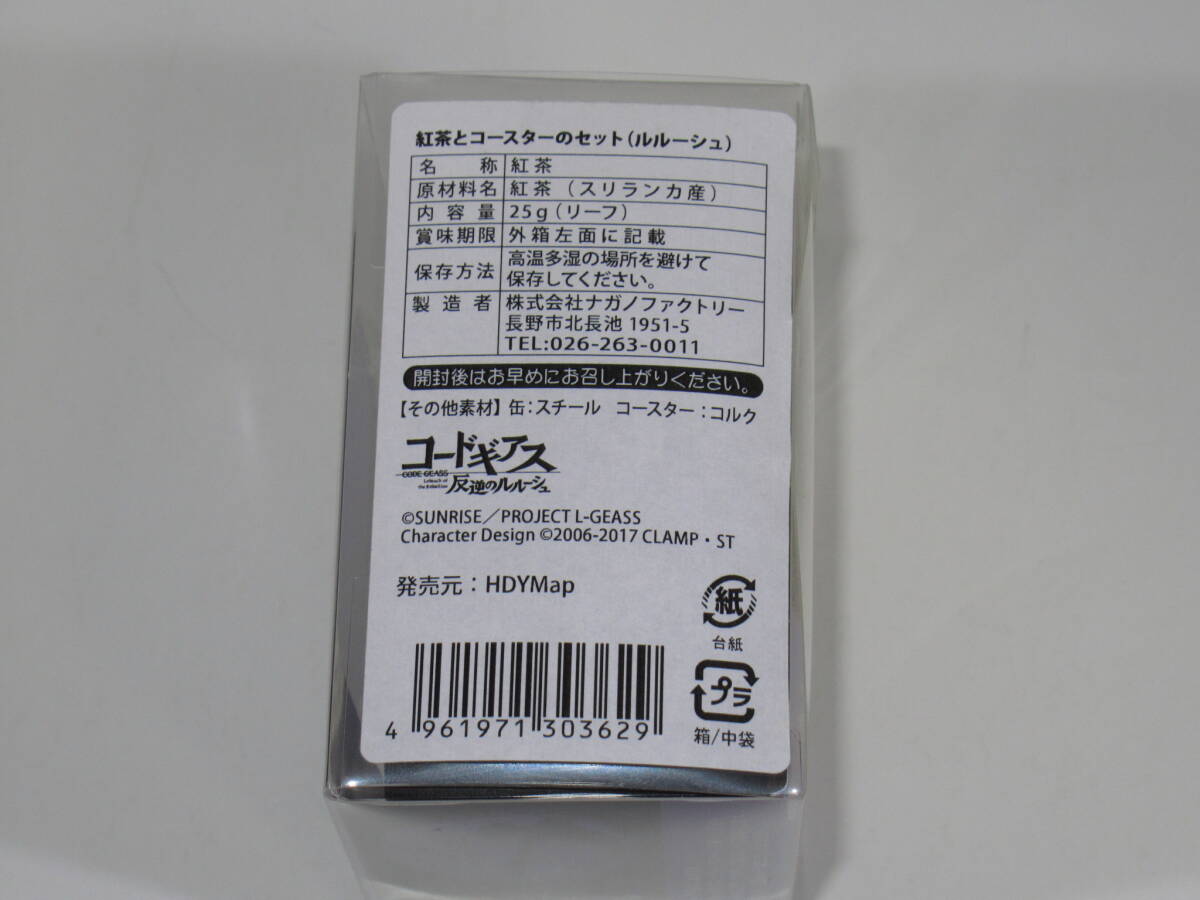 紅茶とコースターのセット（ルルーシュ）
名称 紅茶
原材料名 紅茶（スリランカ産）
内容量 25g（リーフ）
賞味期限 外箱左面に記載
保存方法 高温多湿の場所を避けて
保存してください。
製造者 株式会社ナガノファクトリー
長野市北長池 1951-5
TEL:026-263-0011
開封後はお早めにお召し上がりください。
【その他素材】缶：スチール コースター：コルク
コードギアス
CODE GEASS
Lelouch of
the Rebellion
反逆のルルーシュ
©SUNRISE／PROJECT L-GEASS
Character Design ©2006-2017 CLAMP・ST
発売元：HDYMap
紙
台紙
プラ
箱/中袋
4 961971 303629